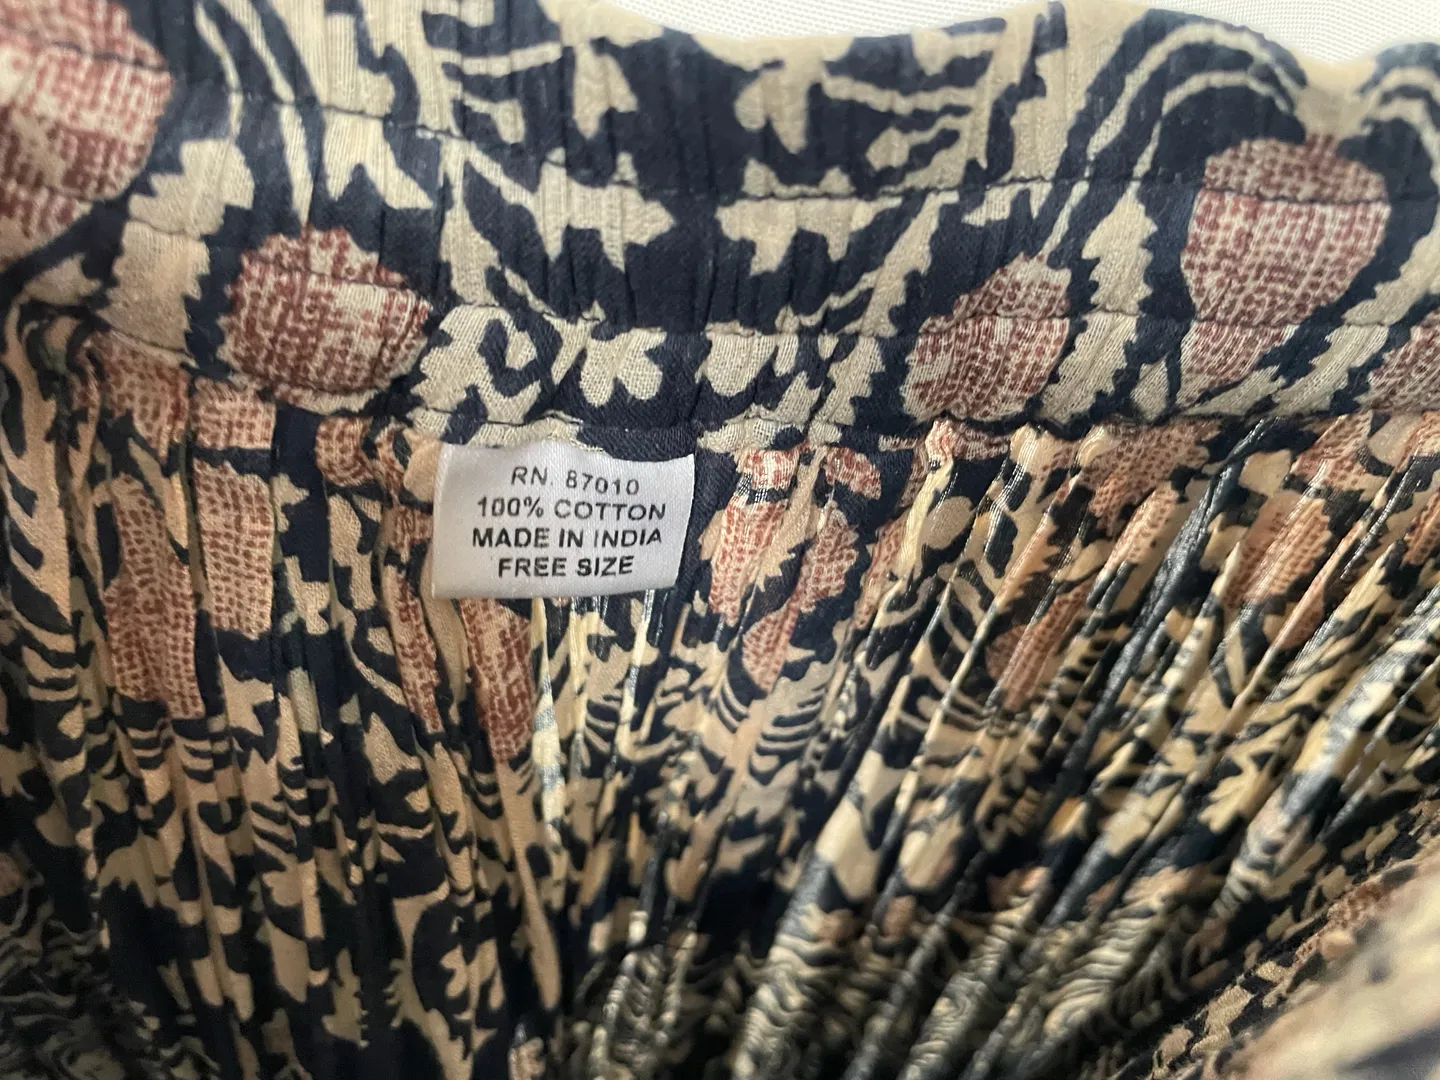 RN. 87010
100% COTTON
MADE IN INDIA
FREE SIZE